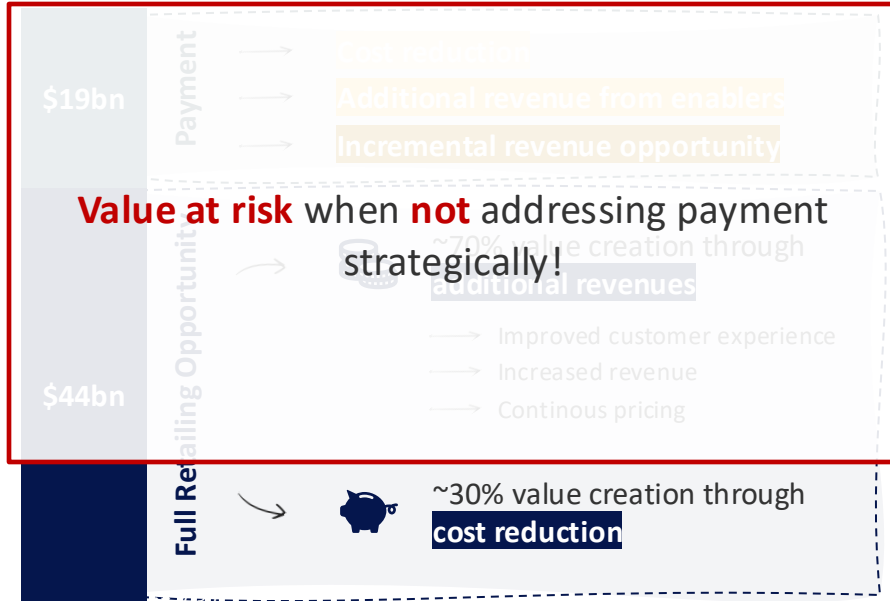 $19bn
Payment
Cost reduction
Additional revenue from enablers
Incremental revenue opportunity
Value at risk when not addressing payment
strategically!
$44bn
Full Retailing Opportunity
~70% value creation through
additional revenues
Improved customer experience
Increased revenue
Continous pricing
~30% value creation through
cost reduction